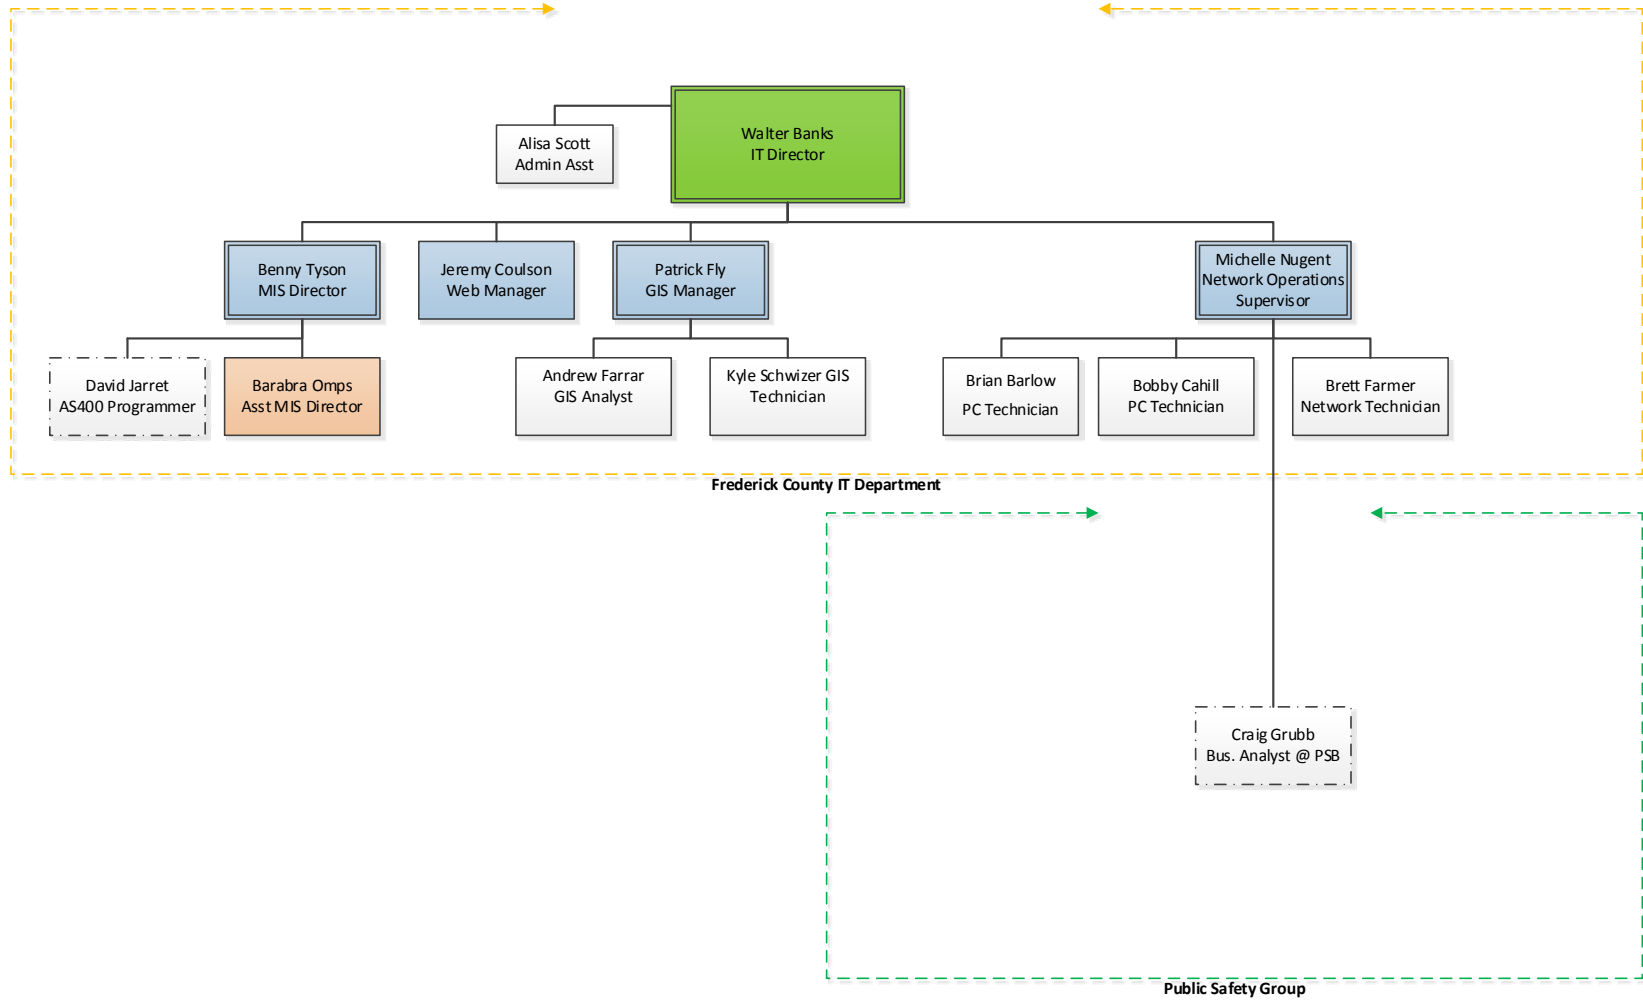 Walter Banks
IT Director
Alisa Scott
Admin Asst
Benny Tyson
MIS Director
Jeremy Coulson
Web Manager
Patrick Fly
GIS Manager
Michelle Nugent
Network Operations
Supervisor
David Jarret
AS400 Programmer
Barabra Omps
Asst MIS Director
Andrew Farrar
GIS Analyst
Kyle Schwizer GIS
Technician
Brian Barlow
PC Technician
Bobby Cahill
PC Technician
Brett Farmer
Network Technician
Frederick County IT Department
Craig Grubb
Bus. Analyst @ PSB
Public Safety Group